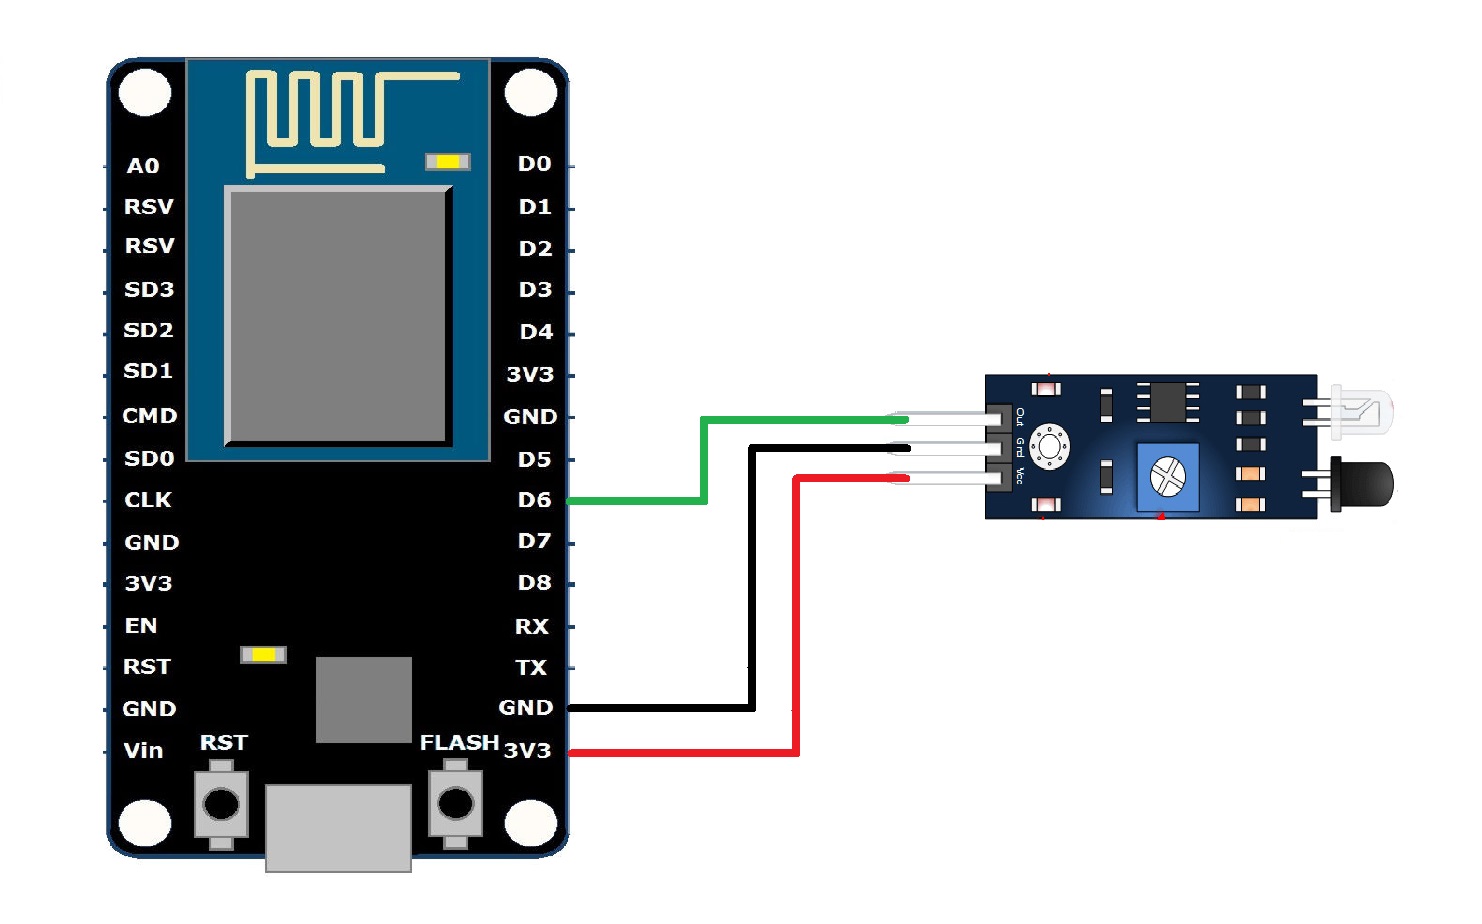 A0
RSV
RSV
SD3
SD2
SD1
CMD
SD0
CLK
GND
3V3
EN
RST
GND
Vin
RST
FLASH
D0
D1
D2
D3
D4
3V3
GND
D5
D6
D7
D8
RX
TX
GND
3V3
Out
Gnd
Vcc